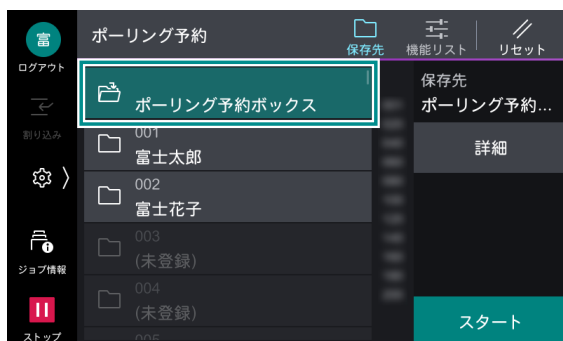 富
ログアウト
割り込み
ジョブ情報
ストップ
ポーリング予約
保存先
機能リスト
リセット
ポーリング予約ボックス
001
富士太郎
002
富士花子
003
(未登録)
004
(未登録)
005
保存先
ポーリング予約...
詳細
スタート